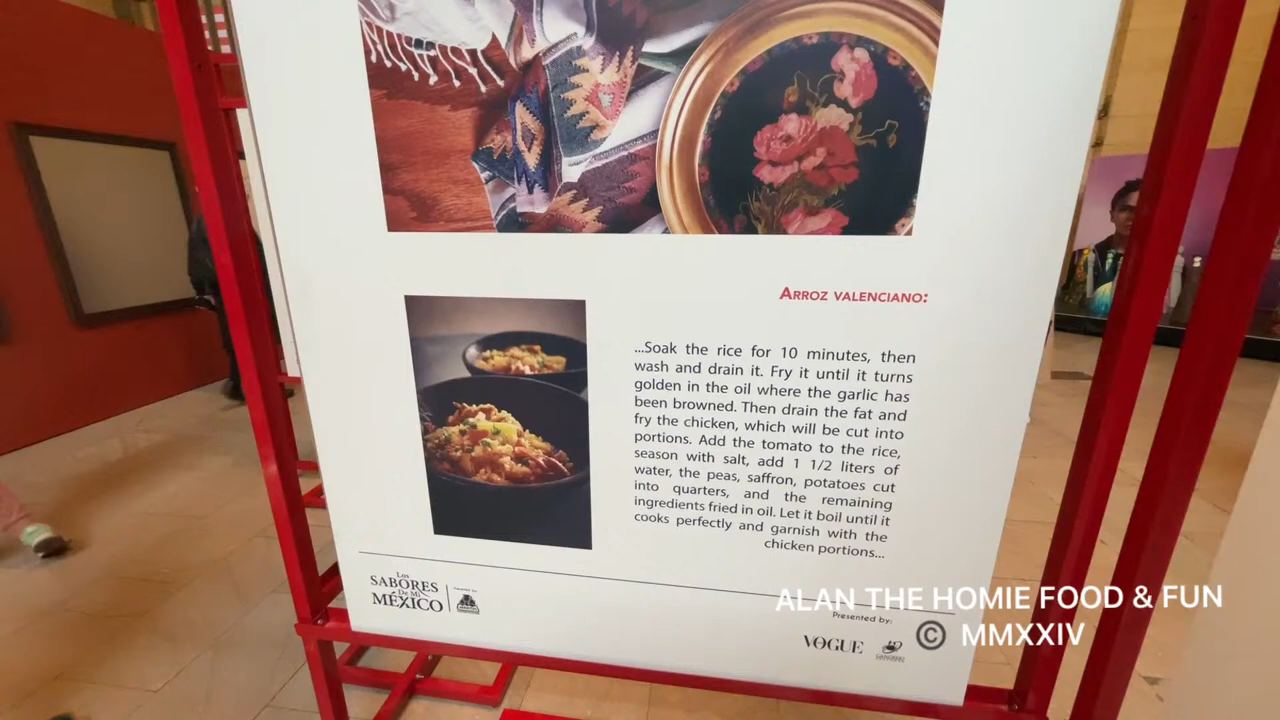 ARROZ VALENCIANO:
...Soak the rice for 10 minutes, then
wash and drain it. Fry it until it turns
golden in the oil where the garlic has
been browned. Then drain the fat and
fry the chicken, which will be cut into
portions. Add the tomato to the rice,
season with salt, add 1 1/2 liters of
water, the peas, saffron, potatoes cut
into quarters, and the remaining
ingredients fried in oil. Let it boil until it
cooks perfectly and garnish with the
chicken portions...
Los
SABORES
De Mi
MÉXICO
Presented by:
VOGUE
ALAN THE HOMIE FOOD & FUN
© MMXXIV